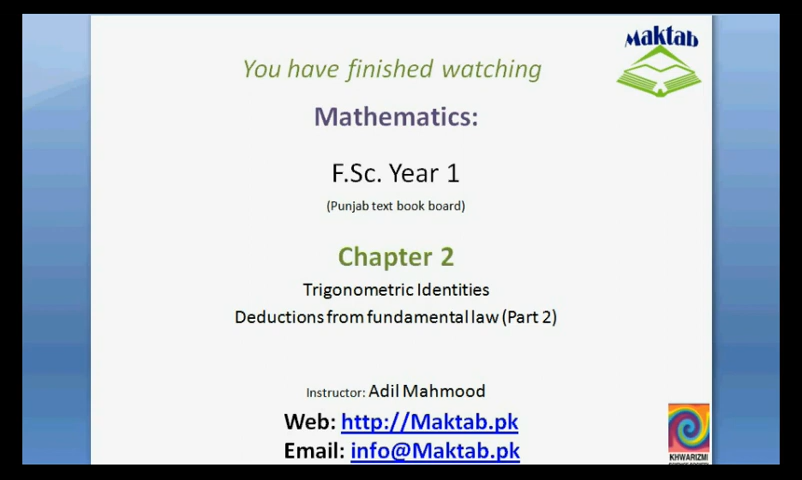 Maktab
You have finished watching
Mathematics:
F.Sc. Year 1
(Punjab text book board)
Chapter 2
Trigonometric Identities
Deductions from fundamental law (Part 2)
Instructor: Adil Mahmood
Web: http://Maktab.pk
Email: info@Maktab.pk
KHWARIZMI